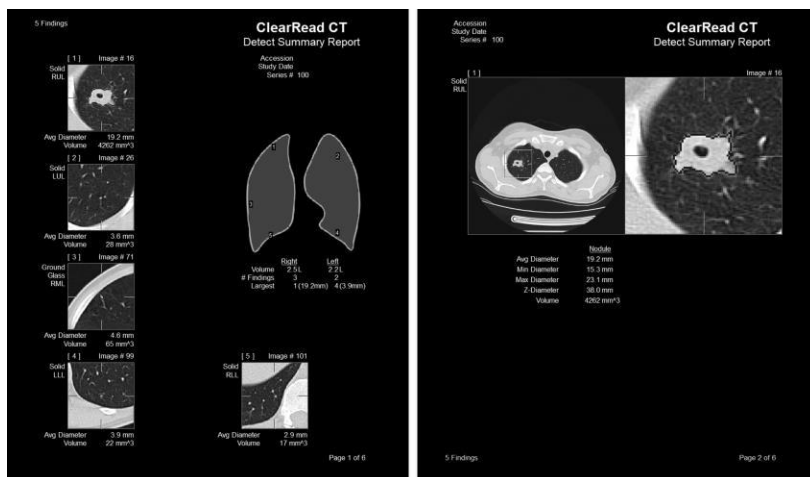 5 Findings
ClearRead CT
Detect Summary Report
Accession
Study Date
Series # 100
[ 1 ] Image # 16
Solid
RUL
Avg Diameter 19.2 mm
Volume 4262 mm^3
[ 2 ] Image # 26
Solid
LUL
Avg Diameter 3.6 mm
Volume 28 mm^3
[ 3 ] Image # 71
Ground
Glass
RML
Avg Diameter 4.6 mm
Volume 65 mm^3
[ 4 ] Image # 99
Solid
LLL
Avg Diameter 3.9 mm
Volume 22 mm^3
1
2
3
4
5
Right Left
Volume 2.5 L 2.2 L
# Findings 3 2
Largest 1 (19.2mm) 4 (3.9mm)
[ 5 ] Image # 101
Solid
RLL
Avg Diameter 2.9 mm
Volume 17 mm^3
Page 1 of 6
Accession
Study Date
Series # 100
ClearRead CT
Detect Summary Report
[ 1 ] Image # 16
Solid
RUL
Nodule
Avg Diameter 19.2 mm
Min Diameter 15.3 mm
Max Diameter 23.1 mm
Z-Diameter 38.0 mm
Volume 4262 mm^3
5 Findings
Page 2 of 6